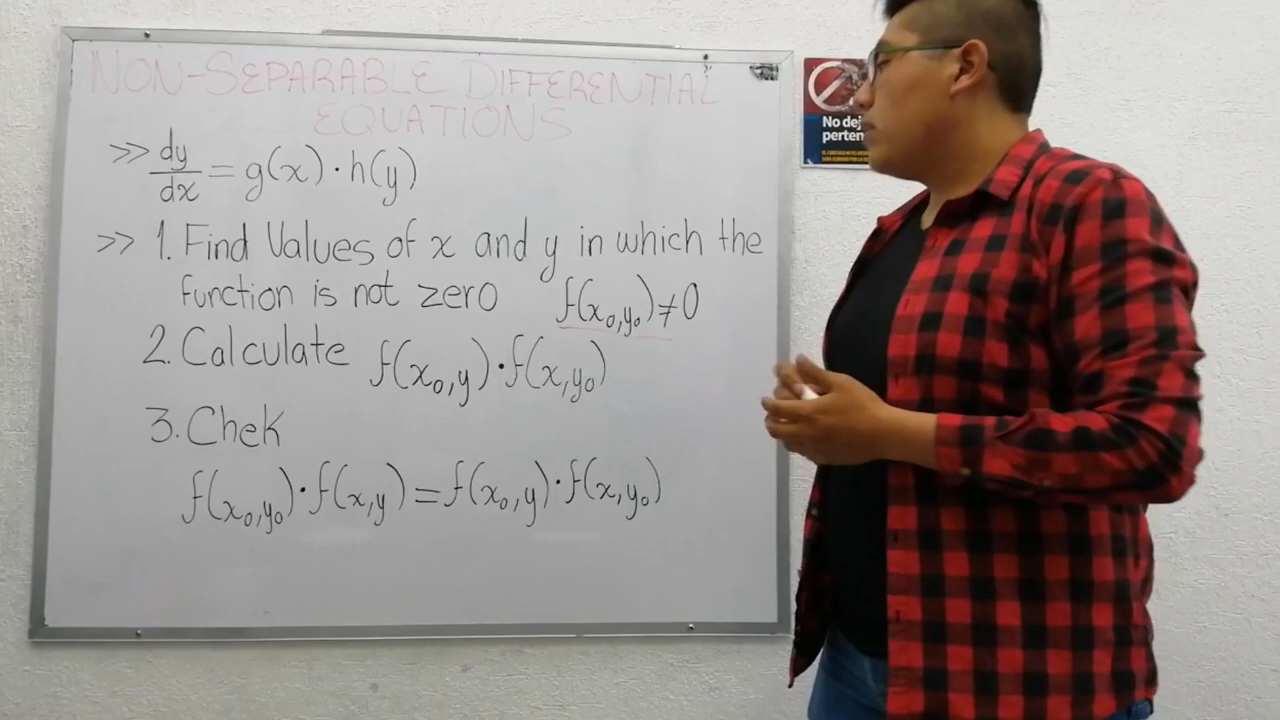 NON-SEPARABLE DIFFERENTIAL
EQUATIONS
>> dy/dx = g(x)·h(y)
>> 1. Find Values of x and y in which the
function is not zero f(x₀,y₀)≠0
2. Calculate f(x₀,y)·f(x,y₀)
3. Chek
f(x₀,y₀)·f(x,y)=f(x₀,y)·f(x,y₀)
No dej
perten